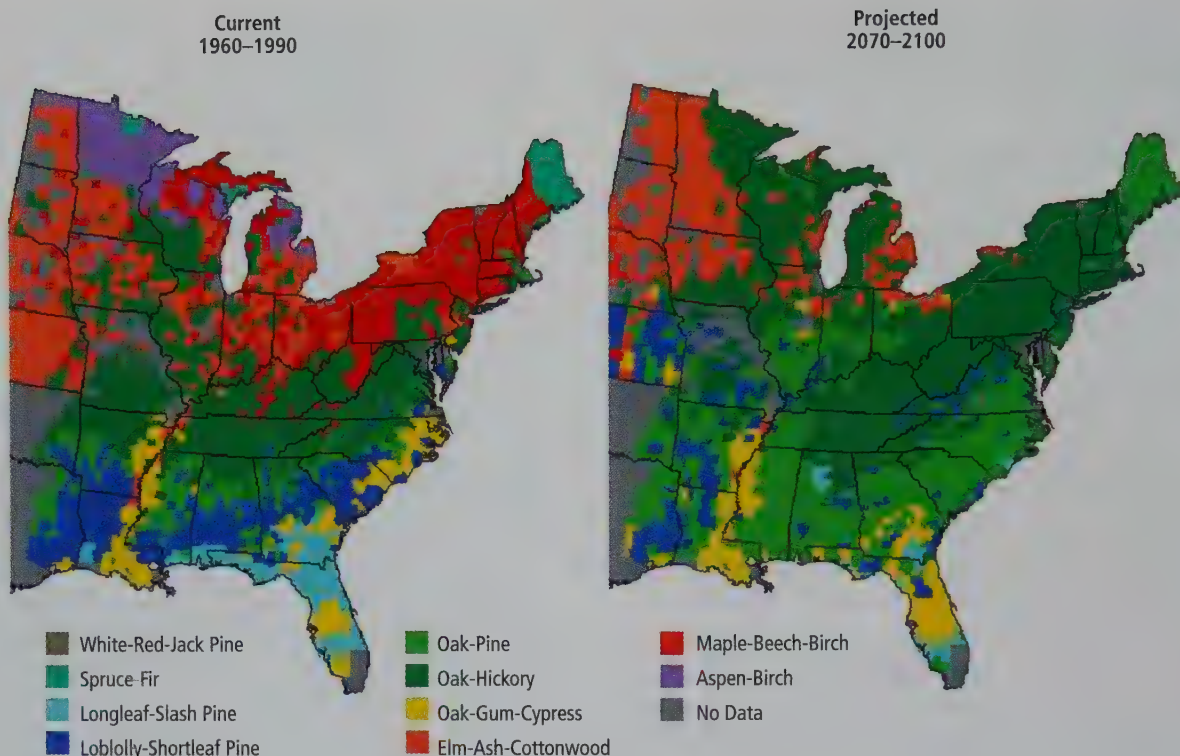 Current
1960–1990
Projected
2070–2100
White-Red-Jack Pine
Spruce-Fir
Longleaf-Slash Pine
Loblolly-Shortleaf Pine
Oak-Pine
Oak-Hickory
Oak-Gum-Cypress
Elm-Ash-Cottonwood
Maple-Beech-Birch
Aspen-Birch
No Data